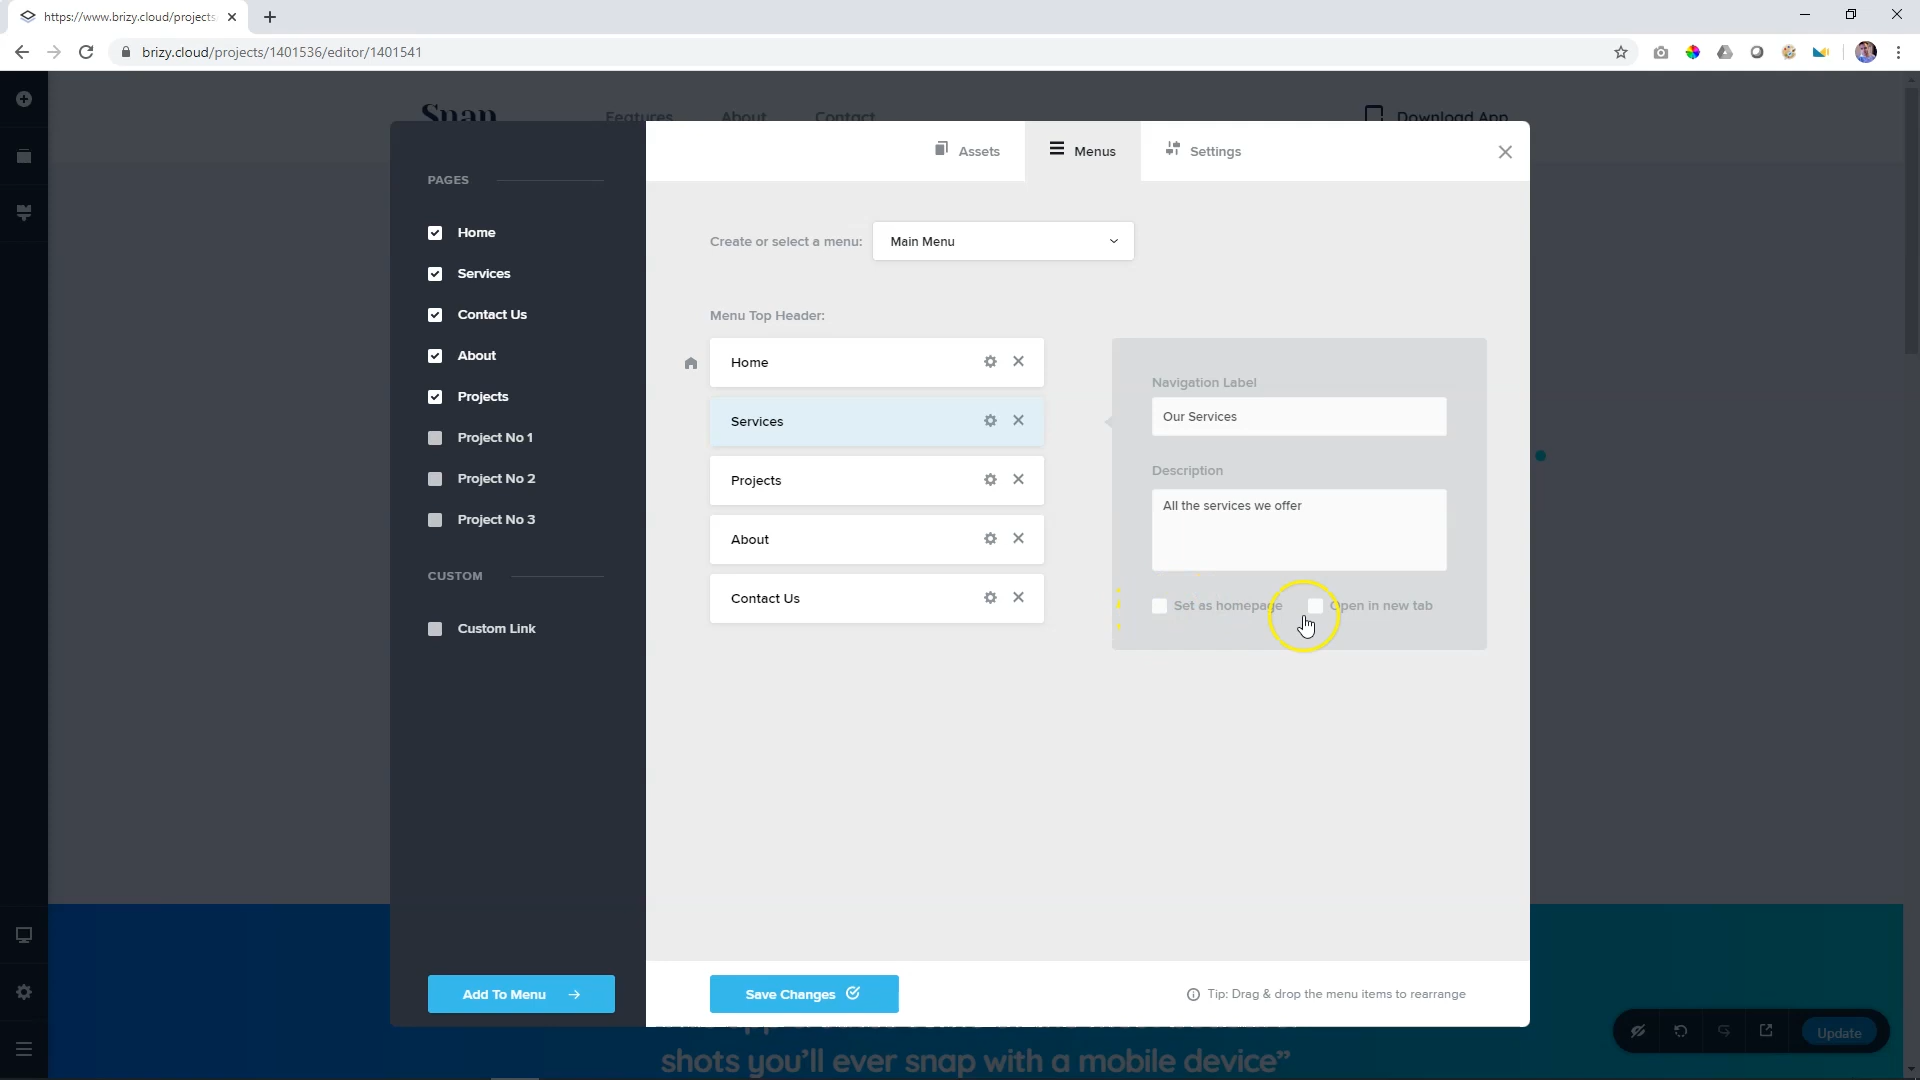 https://www.brizy.cloud/projects
brizy.cloud/projects/1401536/editor/1401541
Snap
Features
About
Contact
Download App
Assets
Menus
Settings
PAGES
Home
Services
Contact Us
About
Projects
Project No 1
Project No 2
Project No 3
CUSTOM
Custom Link
Add To Menu
Create or select a menu:
Main Menu
Menu Top Header:
Home
Services
Projects
About
Contact Us
Navigation Label
Our Services
Description
All the services we offer
Set as homepage
Open in new tab
Save Changes
Tip: Drag & drop the menu items to rearrange
shots you'll ever snap with a mobile device”
Update